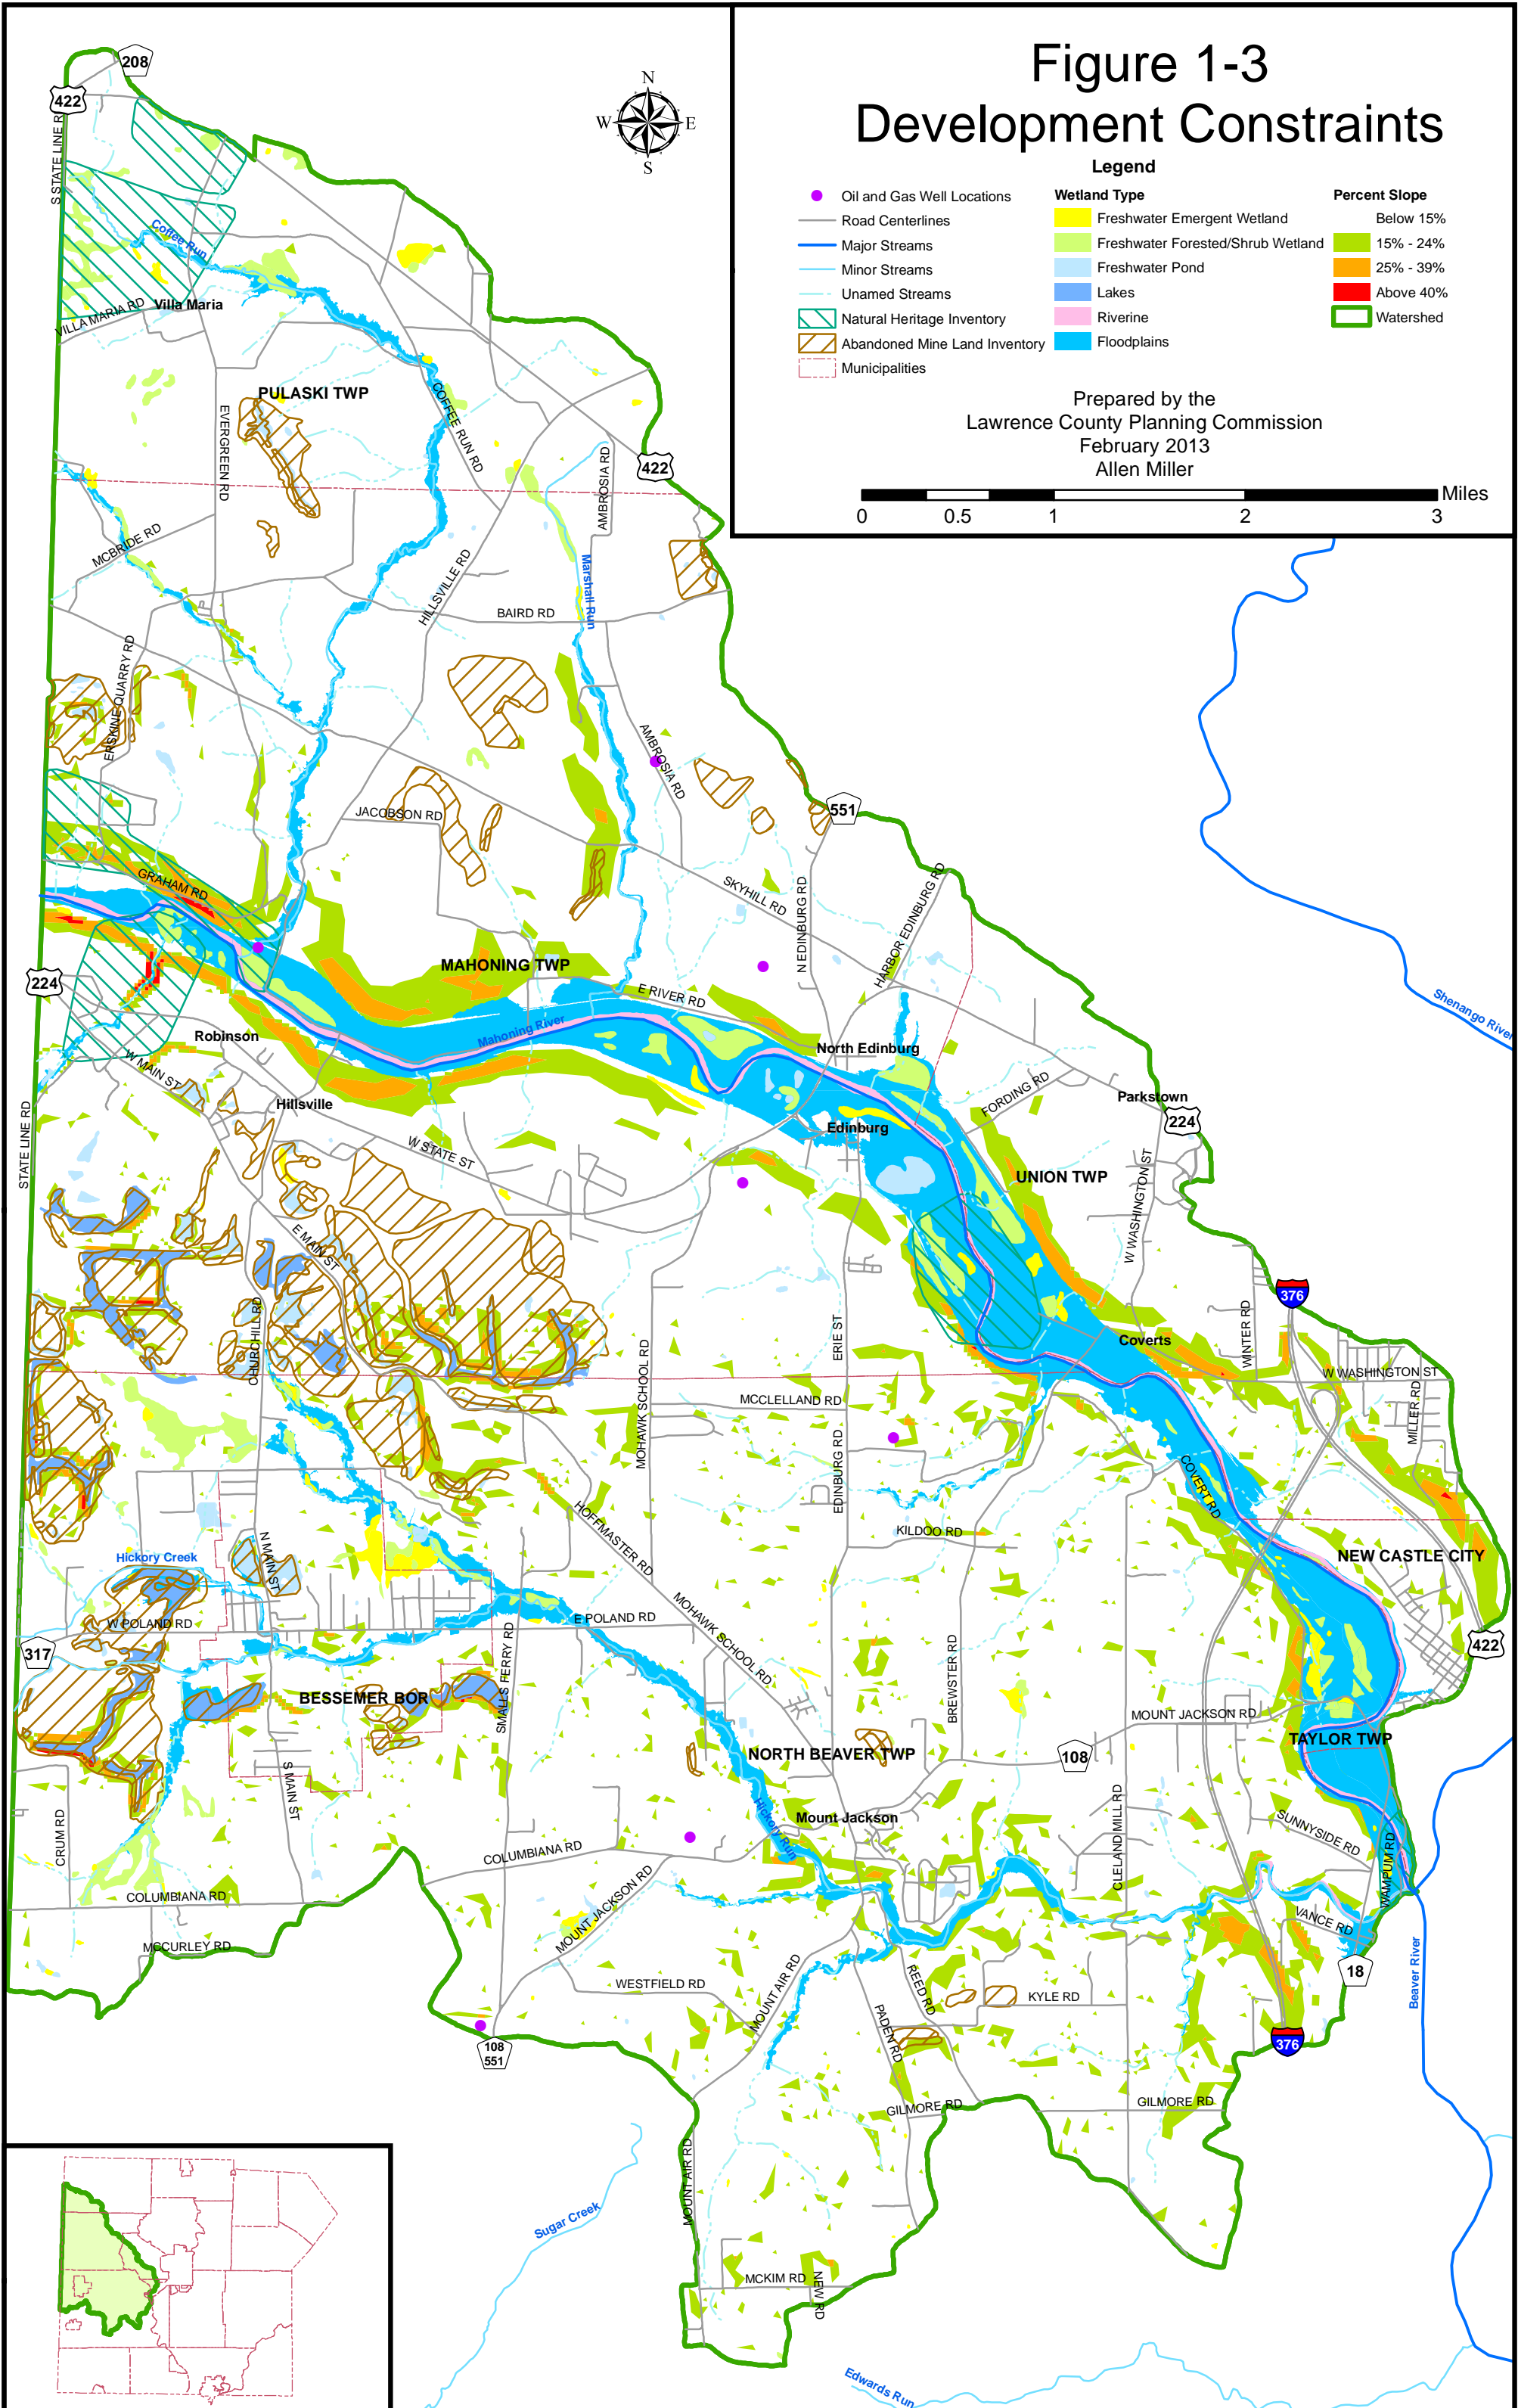 Figure 1-3
Development Constraints
Legend
Oil and Gas Well Locations
Road Centerlines
Major Streams
Minor Streams
Unamed Streams
Natural Heritage Inventory
Abandoned Mine Land Inventory
Municipalities
Wetland Type
Freshwater Emergent Wetland
Freshwater Forested/Shrub Wetland
Freshwater Pond
Lakes
Riverine
Floodplains
Percent Slope
Below 15%
15% - 24%
25% - 39%
Above 40%
Watershed
Prepared by the
Lawrence County Planning Commission
February 2013
Allen Miller
Miles
0 0.5 1 2 3
N
W E
S
208
422
S STATE LINE R
Coffee Run
VILLA MARIA RD
Villa Maria
PULASKI TWP
EVERGREEN RD
COFFEE RUN RD
AMBROSIA RD
422
MCBRIDE RD
HILLSVILLE RD
Marshall Run
BAIRD RD
ERSKINE QUARRY RD
AMBROSIA RD
JACOBSON RD
551
GRAHAM RD
SKYHILL RD
N EDINBURG RD
HARBOR EDINBURG RD
MAHONING TWP
224
E RIVER RD
Shenango River
Mahoning River
Robinson
North Edinburg
W MAIN ST
Hillsville
FORDING RD
Parkstown
224
Edinburg
STATE LINE RD
W STATE ST
UNION TWP
W WASHINGTON ST
E MAIN ST
376
CHURCHILL RD
ERIE ST
Coverts
WINTER RD
MOHAWK SCHOOL RD
W WASHINGTON ST
MCCLELLAND RD
MILLER RD
EDINBURG RD
COVERT RD
HOFFMASTER RD
KILDOO RD
Hickory Creek
N MAIN ST
NEW CASTLE CITY
W POLAND RD
E POLAND RD
MOHAWK SCHOOL RD
317
422
SMALLS FERRY RD
BREWSTER RD
BESSEMER BOR
MOUNT JACKSON RD
TAYLOR TWP
NORTH BEAVER TWP
108
S MAIN ST
Mount Jackson
Hickory Run
CRUM RD
CLELAND MILL RD
SUNNYSIDE RD
COLUMBIANA RD
WAMPUM RD
COLUMBIANA RD
MOUNT JACKSON RD
VANCE RD
MCCURLEY RD
18
WESTFIELD RD
MOUNT AIR RD
REED RD
KYLE RD
Beaver River
PADEN RD
376
108
551
GILMORE RD
GILMORE RD
MOUNT AIR RD
Sugar Creek
MCKIM RD
NEW RD
Edwards Run